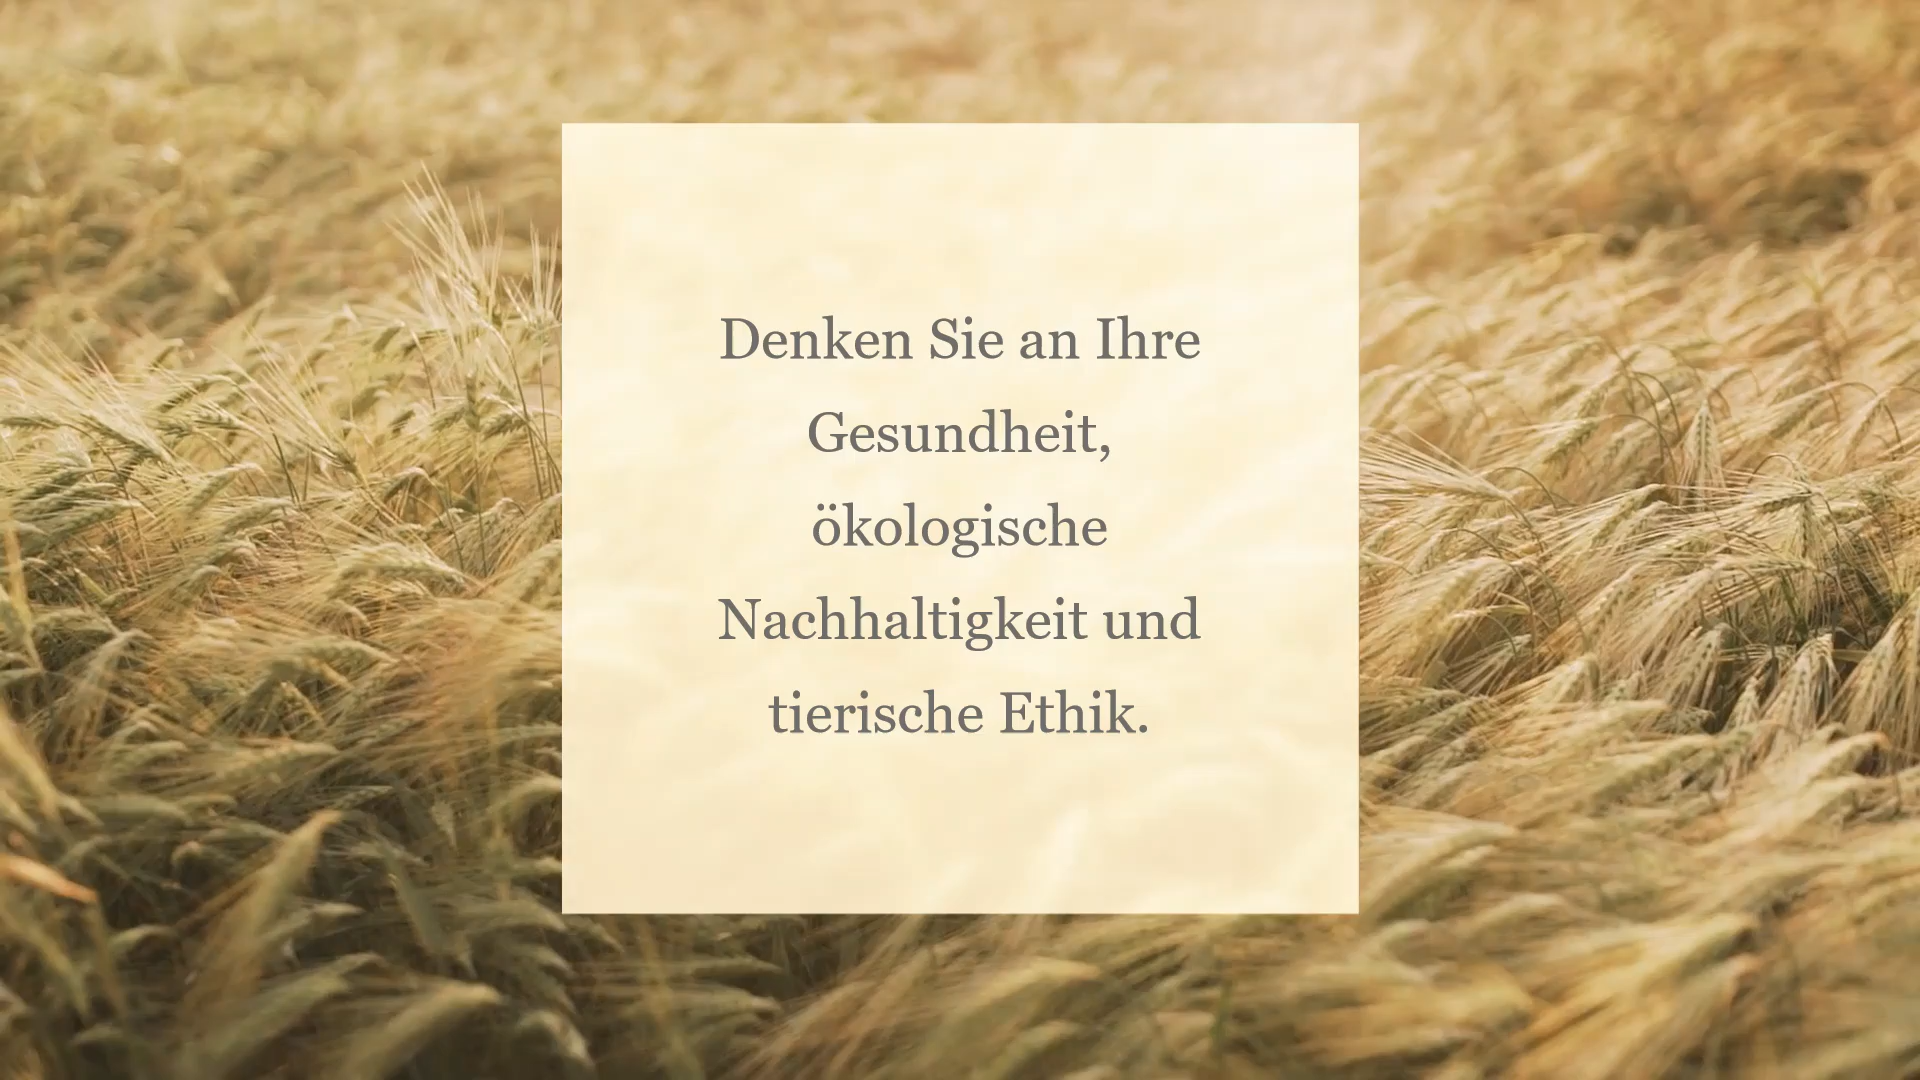 Denken Sie an Ihre
Gesundheit,
ökologische
Nachhaltigkeit und
tierische Ethik.